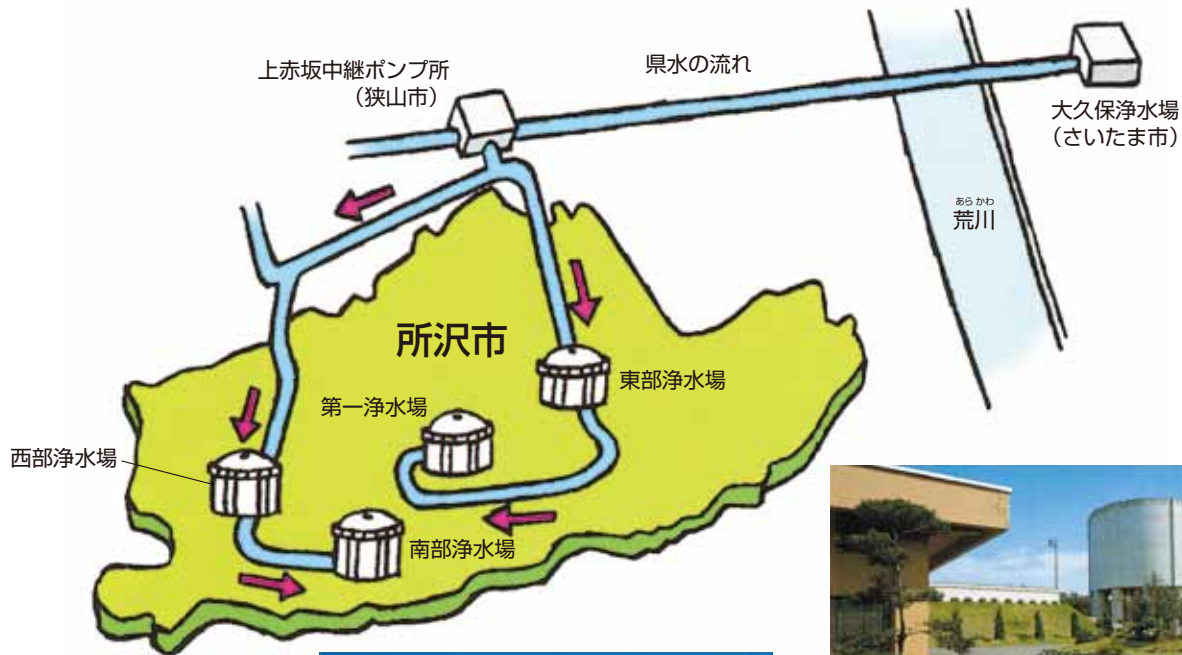 上赤坂中継ポンプ所
（狭山市）
県水の流れ
大久保浄水場
（さいたま市）
あらかわ
荒川
所沢市
東部浄水場
第一浄水場
西部浄水場
南部浄水場